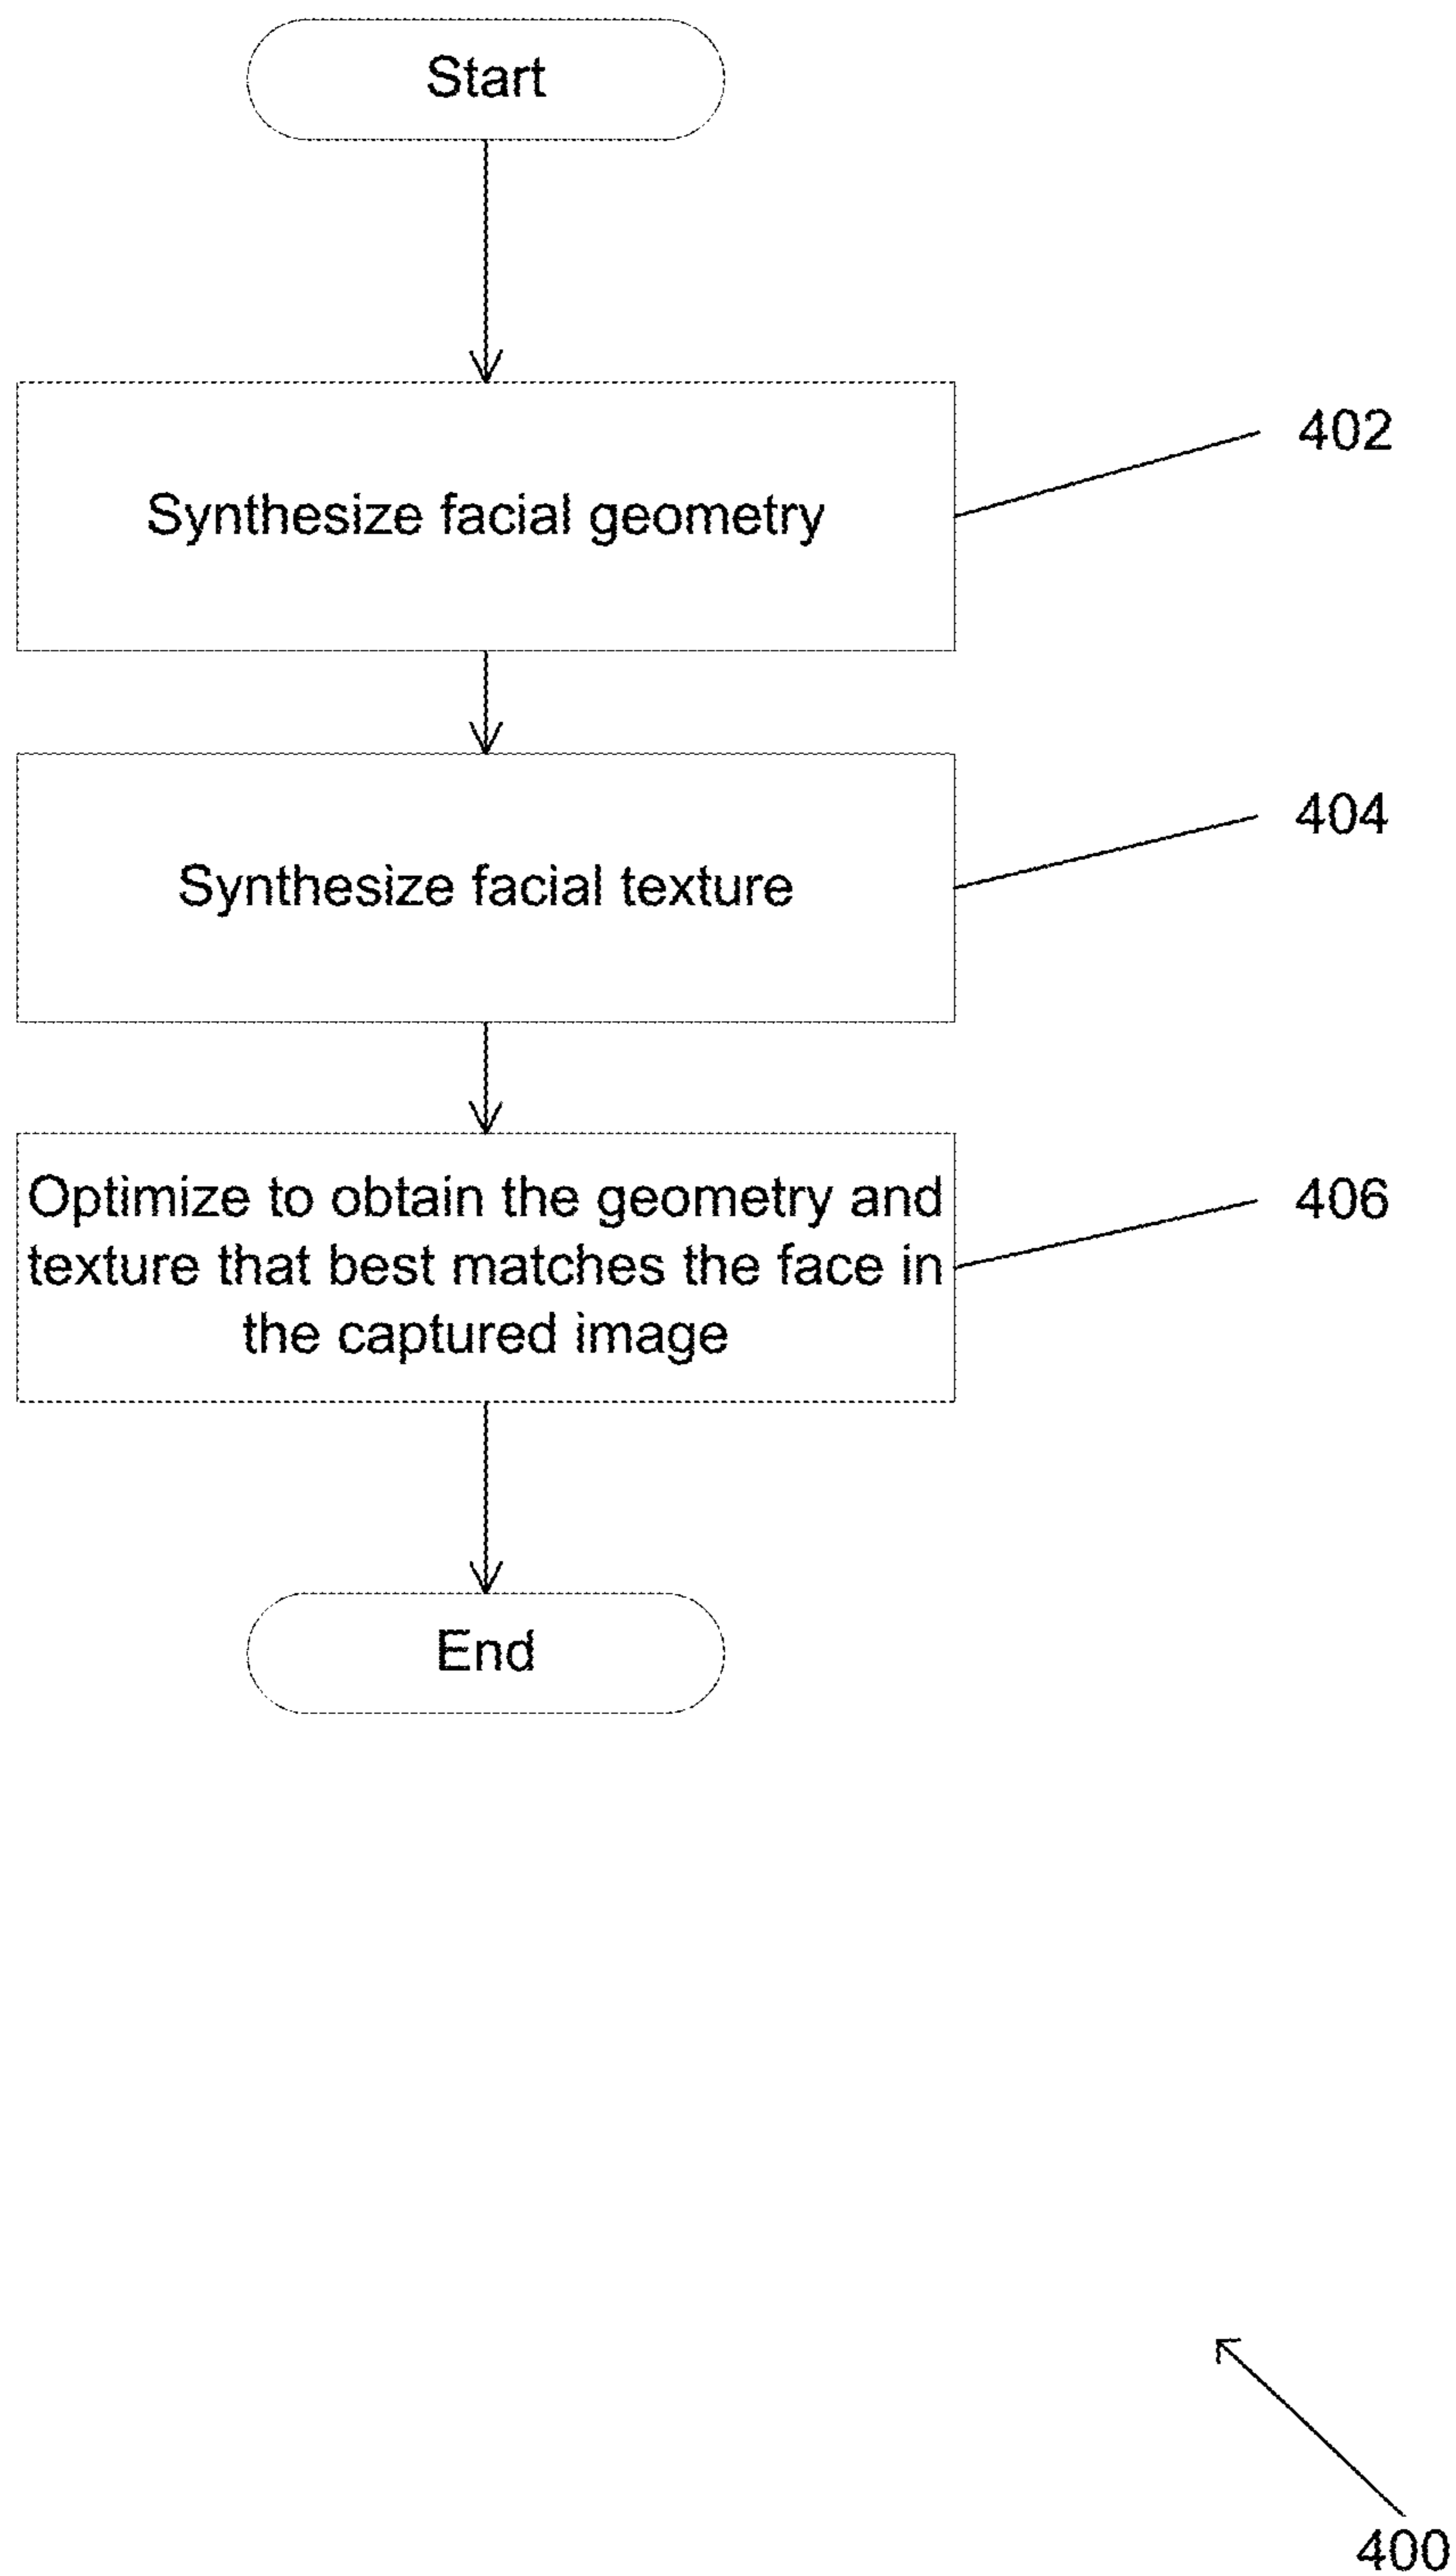 Start
Synthesize facial geometry
402
Synthesize facial texture
404
Optimize to obtain the geometry and
texture that best matches the face in
the captured image
406
End
400